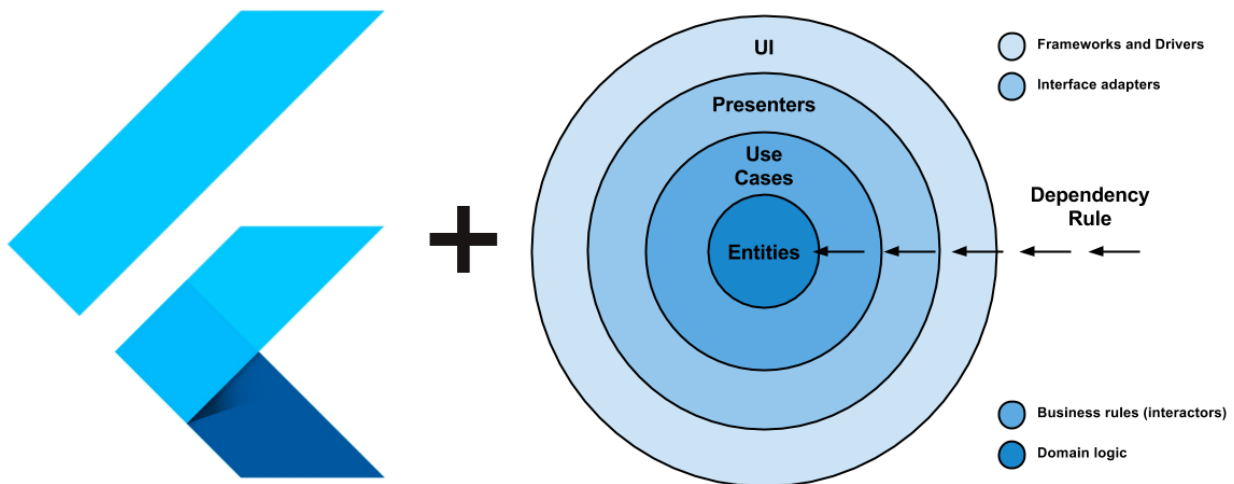 UI
Presenters
Use
Cases
Entities
Frameworks and Drivers
Interface adapters
Dependency
Rule
Business rules (interactors)
Domain logic